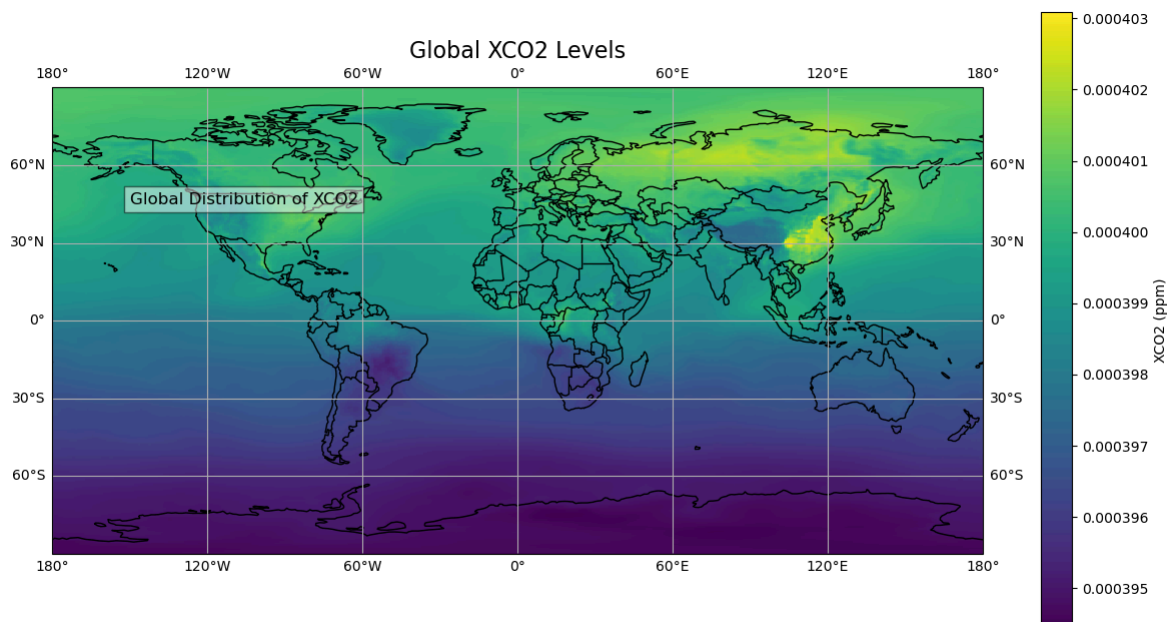 Global XCO2 Levels
180° 120°W 60°W 0° 60°E 120°E 180°
60°N 60°N
Global Distribution of XCO2
30°N 30°N
0° 0°
30°S 30°S
60°S 60°S
180° 120°W 60°W 0° 60°E 120°E 180°
0.000403
0.000402
0.000401
0.000400
0.000399
0.000398
0.000397
0.000396
0.000395
XCO2 (ppm)